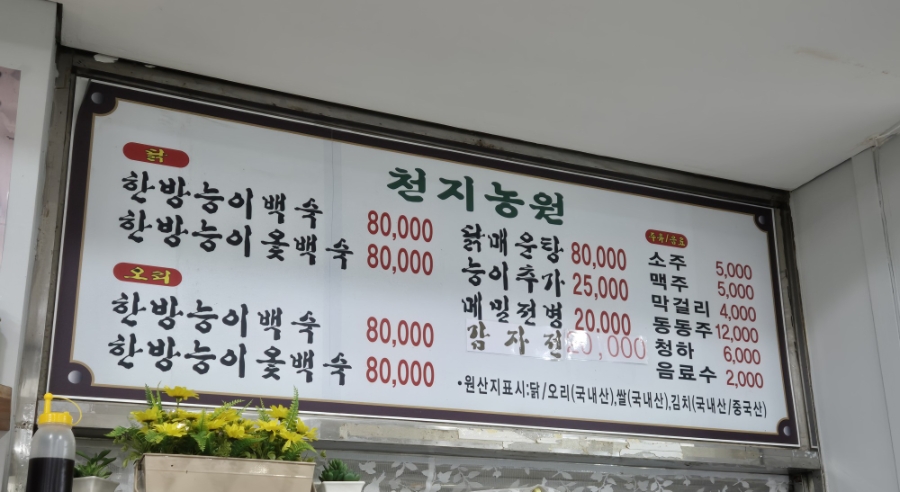 천지농원
닭
한방능이백숙 80,000
한방능이옻백숙 80,000
오리
한방능이백숙 80,000
한방능이옻백숙 80,000
닭매운탕 80,000
능이추가 25,000
메밀전병 20,000
감자전 20,000
소주 5,000
맥주 5,000
막걸리 4,000
동동주 12,000
청하 6,000
음료수 2,000
•원산지표시:닭/오리(국내산),쌀(국내산),김치(국내산/중국산)